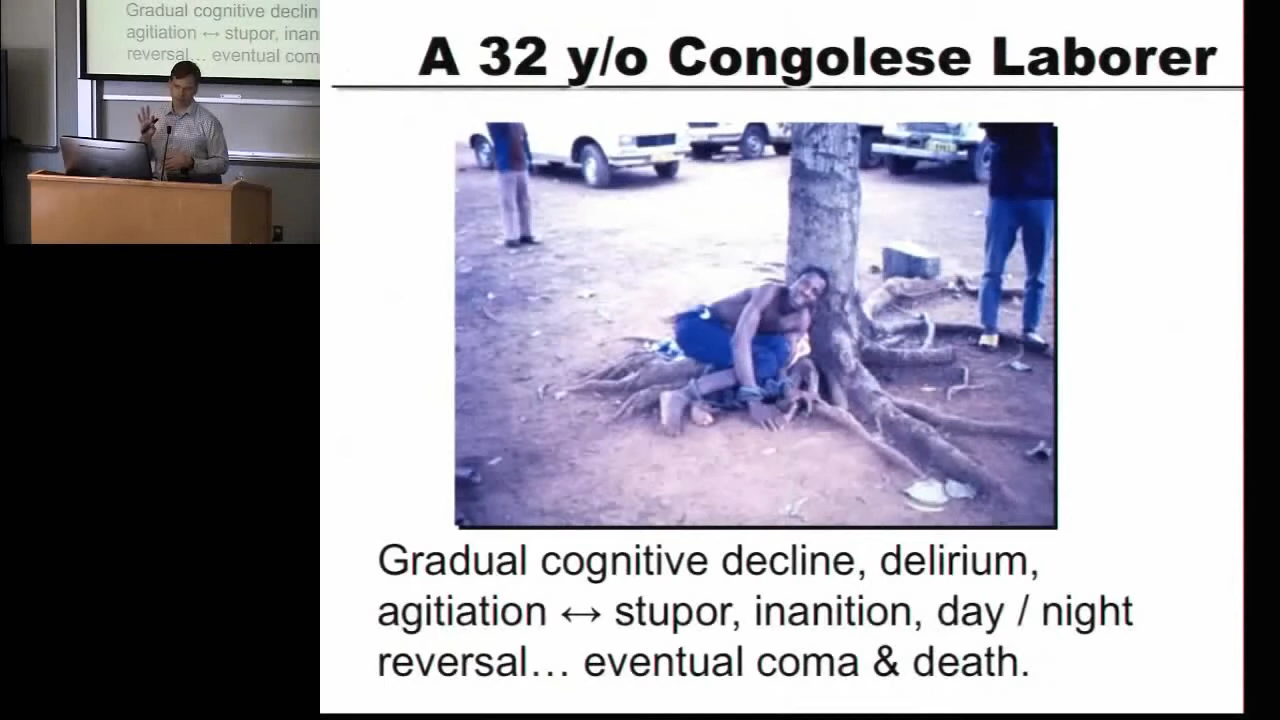 Gradual cognitive declin
agitiation ↔ stupor, inan
reversal... eventual com
A 32 y/o Congolese Laborer
Gradual cognitive decline, delirium,
agitiation ↔ stupor, inanition, day / night
reversal... eventual coma & death.